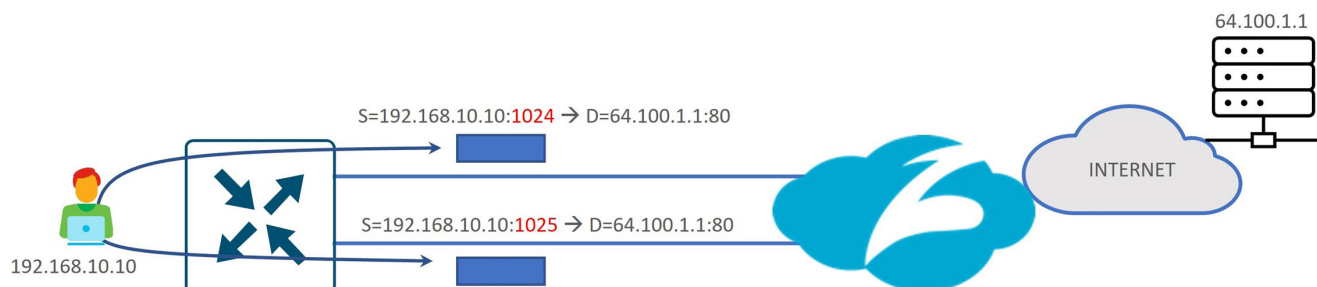 64.100.1.1
S=192.168.10.10:1024 → D=64.100.1.1:80
INTERNET
S=192.168.10.10:1025 → D=64.100.1.1:80
192.168.10.10